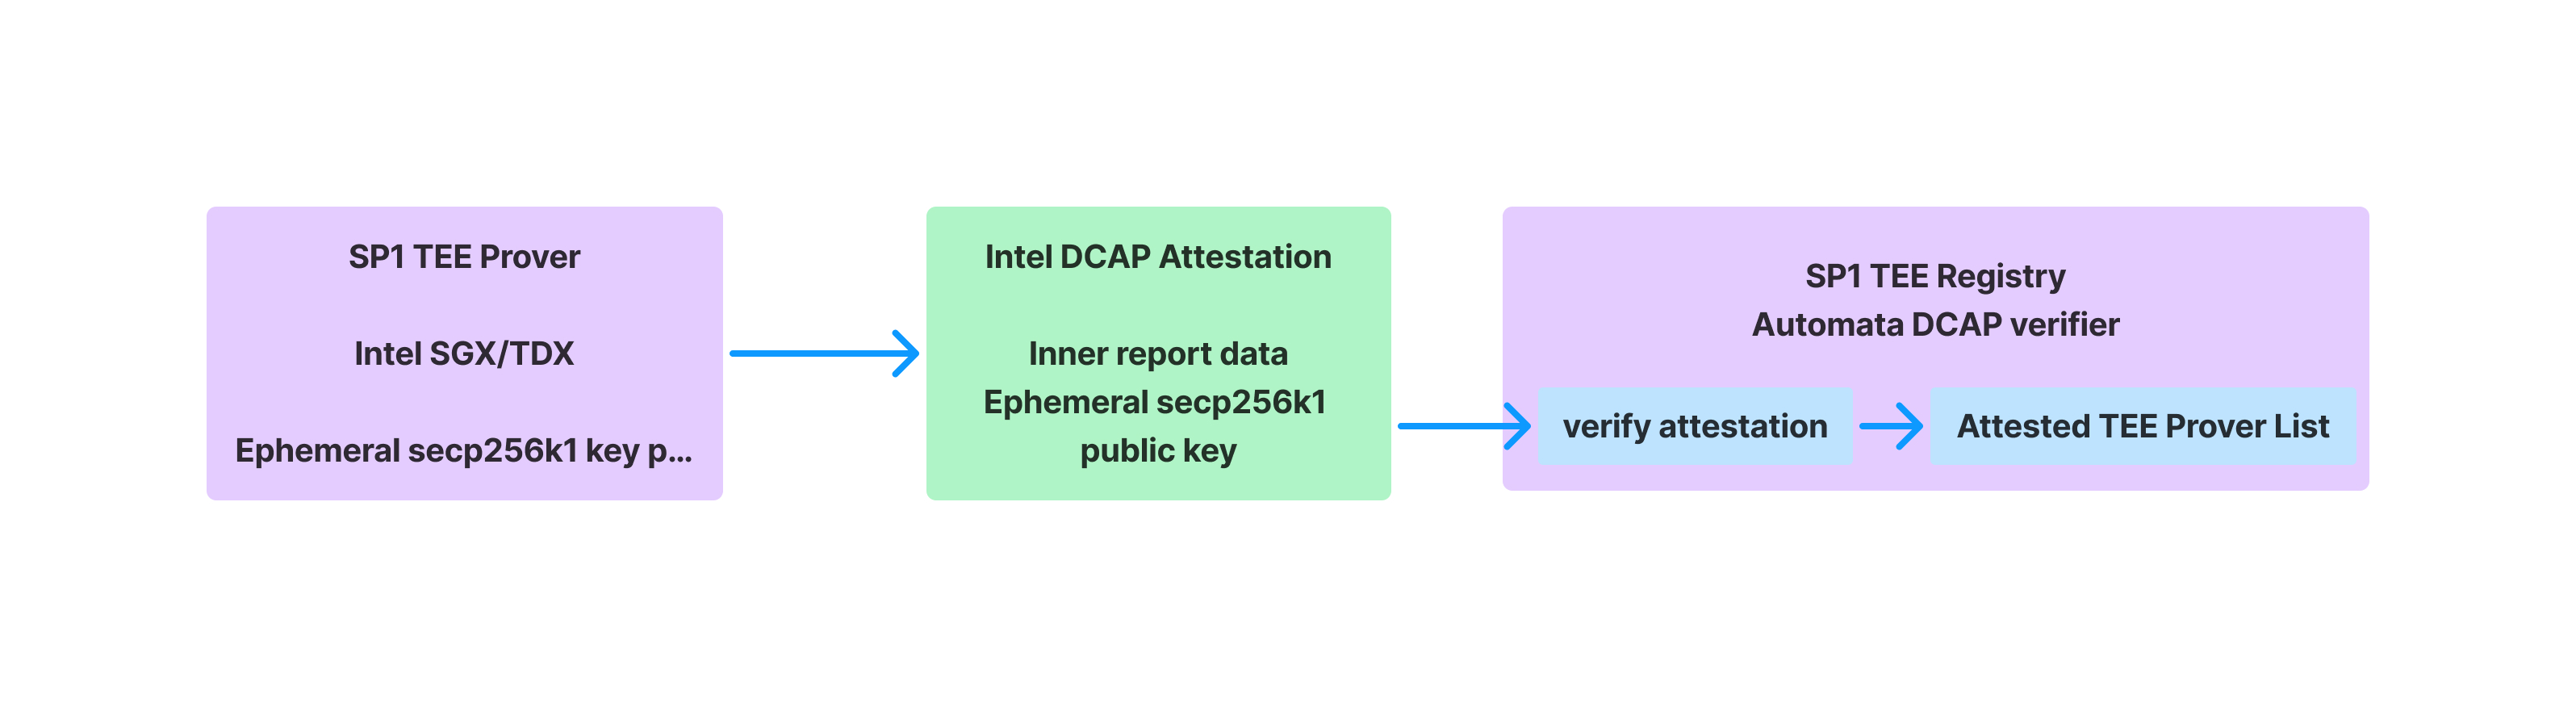 SP1 TEE Prover
Intel SGX/TDX
Ephemeral secp256k1 key p...
Intel DCAP Attestation
Inner report data
Ephemeral secp256k1
public key
SP1 TEE Registry
Automata DCAP verifier
verify attestation
Attested TEE Prover List